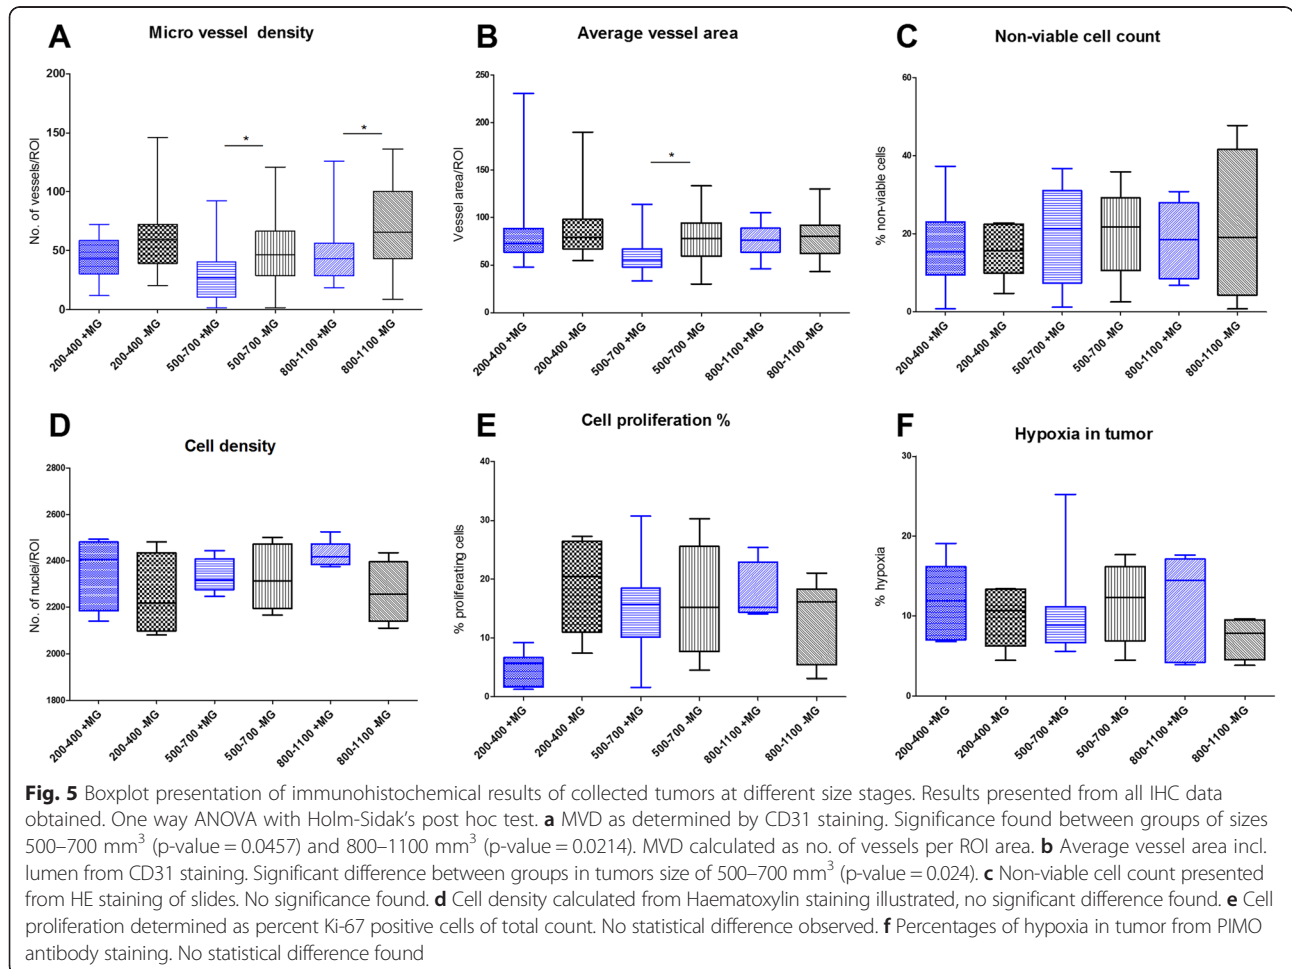 A
Micro vessel density
No. of vessels/ROI
200
150
100
50
0
*
*
200-400 +MG
200-400 -MG
500-700 +MG
500-700 -MG
800-1100 +MG
800-1100 -MG
B
Average vessel area
Vessel area/ROI
250
200
150
100
50
0
*
200-400 +MG
200-400 -MG
500-700 +MG
500-700 -MG
800-1100 +MG
800-1100 -MG
C
Non-viable cell count
% non-viable cells
60
40
20
0
200-400 +MG
200-400 -MG
500-700 +MG
500-700 -MG
800-1100 +MG
800-1100 -MG
D
Cell density
No. of nuclei/ROI
2800
2600
2400
2200
2000
1800
200-400 +MG
200-400 -MG
500-700 +MG
500-700 -MG
800-1100 +MG
800-1100 -MG
E
Cell proliferation %
% proliferating cells
40
30
20
10
0
200-400 +MG
200-400 -MG
500-700 +MG
500-700 -MG
800-1100 +MG
800-1100 -MG
F
Hypoxia in tumor
% hypoxia
30
20
10
0
200-400 +MG
200-400 -MG
500-700 +MG
500-700 -MG
800-1100 +MG
800-1100 -MG
Fig. 5 Boxplot presentation of immunohistochemical results of collected tumors at different size stages. Results presented from all IHC data
obtained. One way ANOVA with Holm-Sidak's post hoc test. a MVD as determined by CD31 staining. Significance found between groups of sizes
500–700 mm³ (p-value = 0.0457) and 800–1100 mm³ (p-value = 0.0214). MVD calculated as no. of vessels per ROI area. b Average vessel area incl.
lumen from CD31 staining. Significant difference between groups in tumors size of 500–700 mm³ (p-value = 0.024). c Non-viable cell count presented
from HE staining of slides. No significance found. d Cell density calculated from Haematoxylin staining illustrated, no significant difference found. e Cell
proliferation determined as percent Ki-67 positive cells of total count. No statistical difference observed. f Percentages of hypoxia in tumor from PIMO
antibody staining. No statistical difference found